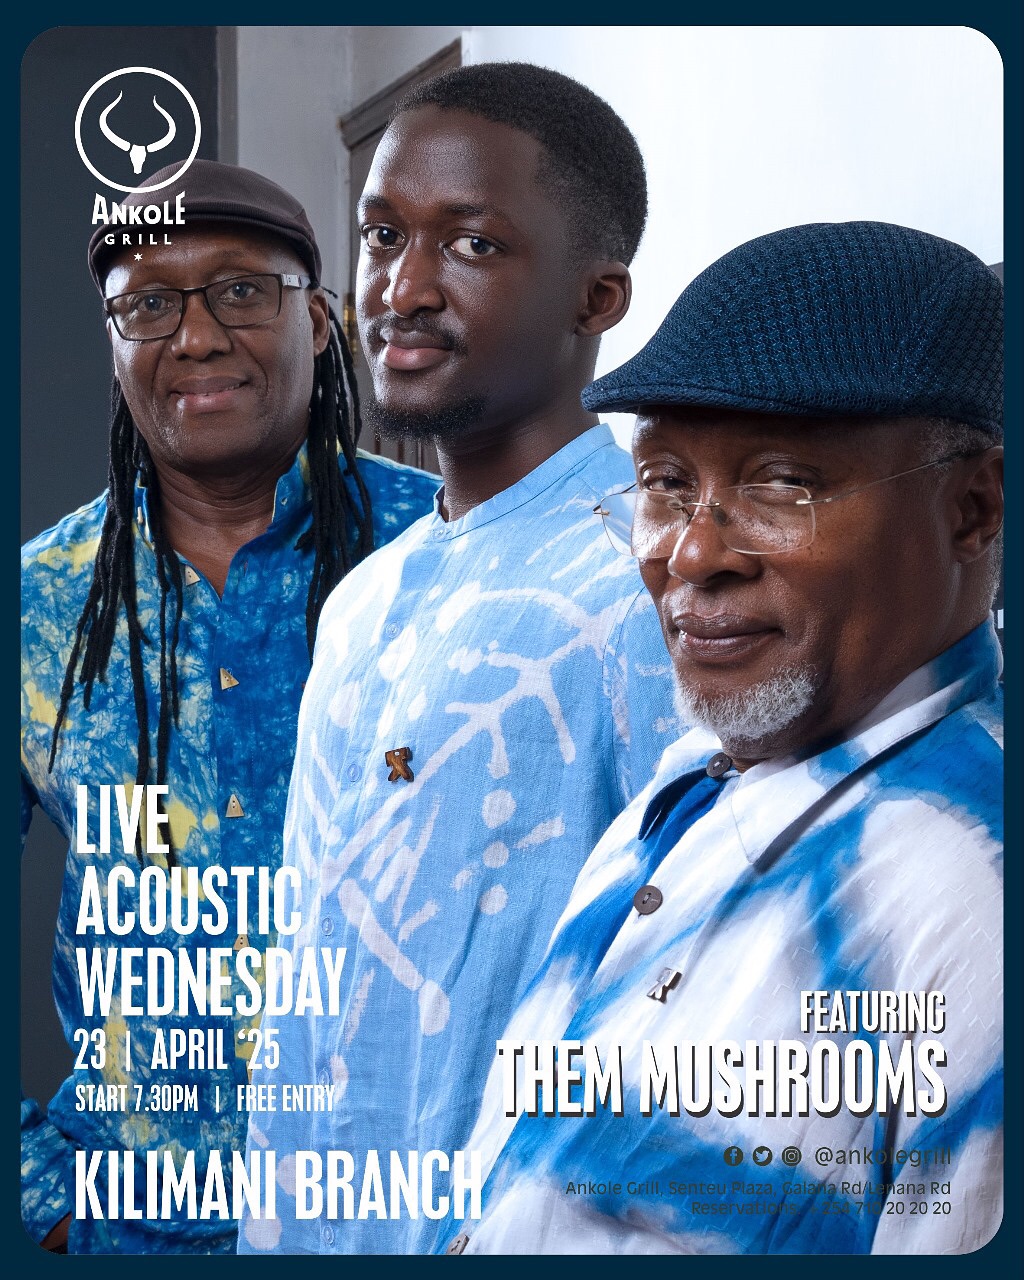 ANKOLE
GRILL
LIVE
ACOUSTIC
WEDNESDAY
23 | APRIL ‘25
START 7.30PM | FREE ENTRY
KILIMANI BRANCH
FEATURING
THEM MUSHROOMS
@ankolegrill
Ankole Grill, Senteu Plaza, Galana Rd/Lenana Rd
Reservations: + 254 710 20 20 20